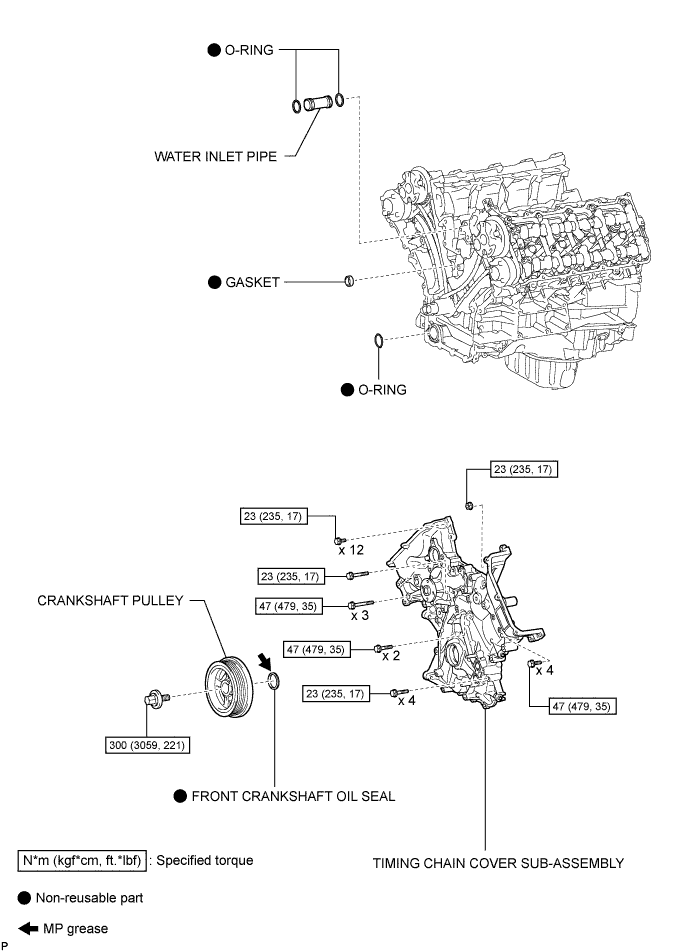 O-RING
WATER INLET PIPE
GASKET
O-RING
23 (235, 17)
23 (235, 17)
x 12
23 (235, 17)
CRANKSHAFT PULLEY
47 (479, 35)
x 3
47 (479, 35)
x 2
x 4
23 (235, 17)
x 4
47 (479, 35)
300 (3059, 221)
FRONT CRANKSHAFT OIL SEAL
N*m (kgf*cm, ft.*lbf) : Specified torque
TIMING CHAIN COVER SUB-ASSEMBLY
Non-reusable part
MP grease
P